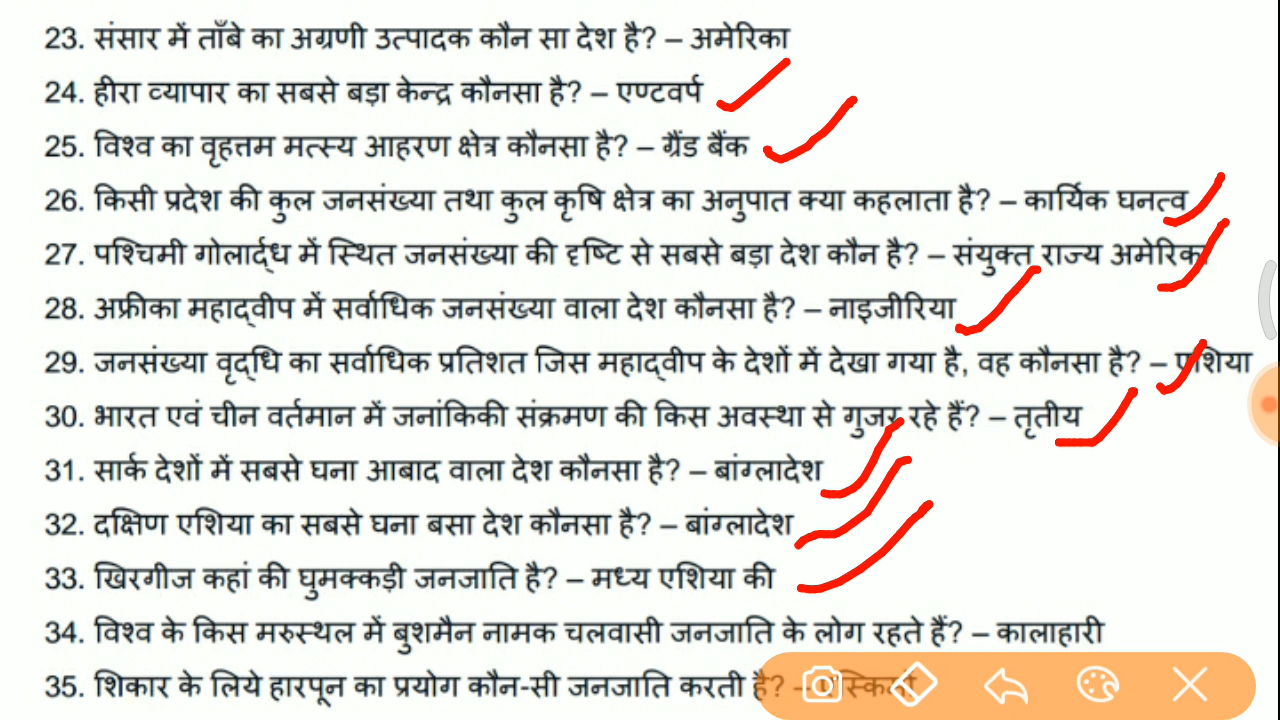 23. संसार में ताँबे का अग्रणी उत्पादक कौन सा देश है? – अमेरिका
24. हीरा व्यापार का सबसे बड़ा केन्द्र कौनसा है? – एण्टवर्प
25. विश्व का वृहत्तम मत्स्य आहरण क्षेत्र कौनसा है? – ग्रैंड बैंक
26. किसी प्रदेश की कुल जनसंख्या तथा कुल कृषि क्षेत्र का अनुपात क्या कहलाता है? – कार्यिक घनत्व
27. पश्चिमी गोलार्द्ध में स्थित जनसंख्या की दृष्टि से सबसे बड़ा देश कौन है? – संयुक्त राज्य अमेरिका
28. अफ्रीका महाद्वीप में सर्वाधिक जनसंख्या वाला देश कौनसा है? – नाइजीरिया
29. जनसंख्या वृद्धि का सर्वाधिक प्रतिशत जिस महाद्वीप के देशों में देखा गया है, वह कौनसा है? – एशिया
30. भारत एवं चीन वर्तमान में जनांकिकी संक्रमण की किस अवस्था से गुजर रहे हैं? – तृतीय
31. सार्क देशों में सबसे घना आबाद वाला देश कौनसा है? – बांग्लादेश
32. दक्षिण एशिया का सबसे घना बसा देश कौनसा है? – बांग्लादेश
33. खिरगीज कहां की घुमक्कड़ी जनजाति है? – मध्य एशिया की
34. विश्व के किस मरुस्थल में बुशमैन नामक चलवासी जनजाति के लोग रहते हैं? – कालाहारी
35. शिकार के लिये हारपून का प्रयोग कौन-सी जनजाति करती है? –